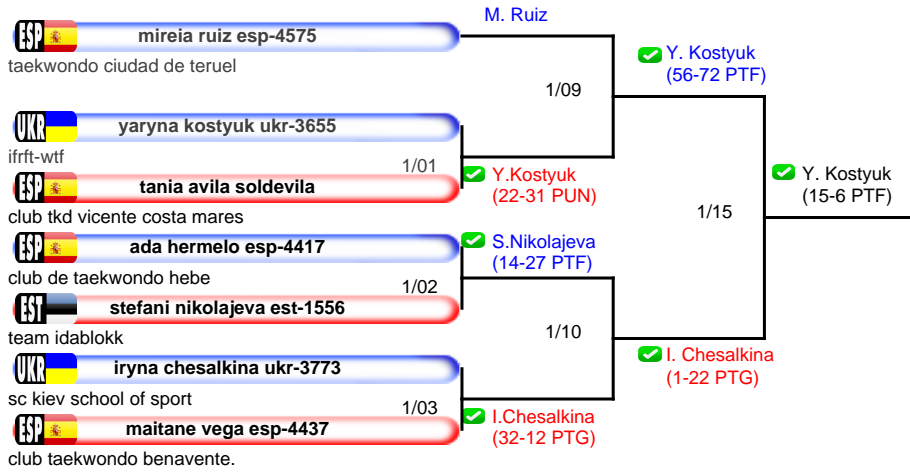 M. Ruiz
ESP mireia ruiz esp-4575
taekwondo ciudad de teruel
Y. Kostyuk
(56-72 PTF)
1/09
UKR yaryna kostyuk ukr-3655
ifrft-wtf
1/01
Y.Kostyuk
(22-31 PUN)
ESP tania avila soldevila
club tkd vicente costa mares
Y. Kostyuk
(15-6 PTF)
1/15
ESP ada hermelo esp-4417
club de taekwondo hebe
S.Nikolajeva
(14-27 PTF)
1/02
EST stefani nikolajeva est-1556
team idablokk
1/10
UKR iryna chesalkina ukr-3773
sc kiev school of sport
I. Chesalkina
(1-22 PTG)
1/03
I.Chesalkina
(32-12 PTG)
ESP maitane vega esp-4437
club taekwondo benavente.